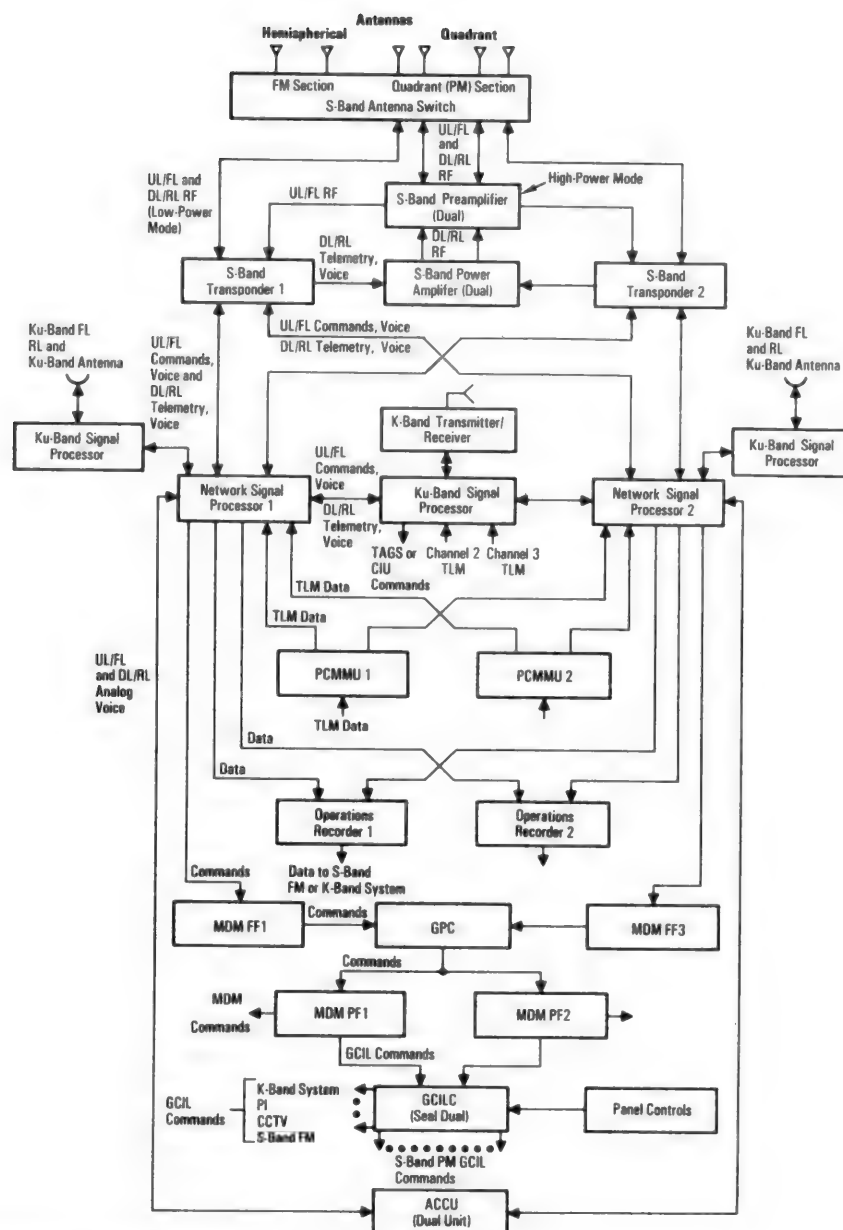 Antennas
Hemispherical
Quadrant
FM Section
Quadrant (PM) Section
S-Band Antenna Switch
UL/FL
and
DL/RL
RF
High-Power Mode
UL/FL and
DL/RL RF
(Low-Power
Mode)
UL/FL RF
S-Band Preamplifier
(Dual)
DL/RL
RF
DL/RL
Telemetry,
Voice
S-Band
Transponder 1
S-Band Power
Amplifer (Dual)
S-Band
Transponder 2
Ku-Band FL
RL and
Ku-Band Antenna
UL/FL
Commands,
Voice and
DL/RL
Telemetry,
Voice
UL/FL Commands, Voice
DL/RL Telemetry, Voice
Ku-Band FL
and RL
Ku-Band Antenna
K-Band Transmitter/
Receiver
Ku-Band Signal
Processor
Ku-Band Signal
Processor
UL/FL
Commands,
Voice
DL/RL
Telemetry,
Voice
Network Signal
Processor 1
Ku-Band Signal
Processor
Network Signal
Processor 2
TAGS or
CIU
Commands
Channel 2
TLM
Channel 3
TLM
TLM Data
TLM Data
UL/FL
and DL/RL
Analog
Voice
PCMMU 1
PCMMU 2
TLM Data
Data
Data
Operations
Recorder 1
Operations
Recorder 2
Data to S-Band
FM or K-Band System
Commands
MDM FF1
Commands
GPC
MDM FF3
Commands
MDM
Commands
MDM PF1
MDM PF2
GCIL Commands
GCIL
Commands
K-Band System
PI
CCTV
S-Band FM
GCILC
(Seal Dual)
Panel Controls
S-Band PM GCIL
Commands
ACCU
(Dual Unit)